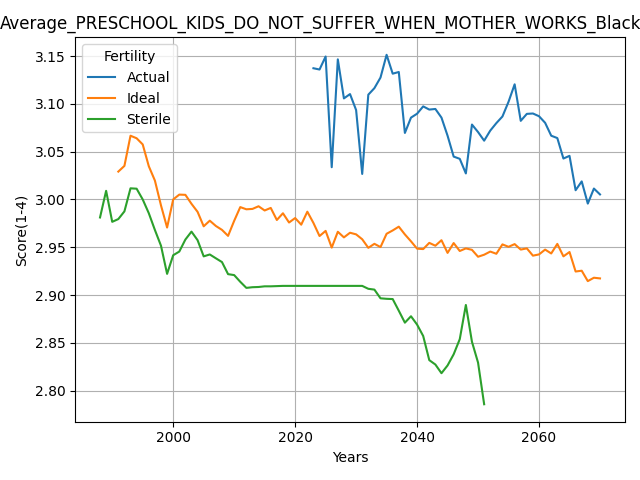 Average_PRESCHOOL_KIDS_DO_NOT_SUFFER_WHEN_MOTHER_WORKS_Black
Fertility
Actual
Ideal
Sterile
Score(1-4)
3.15
3.10
3.05
3.00
2.95
2.90
2.85
2.80
2000 2020 2040 2060
Years